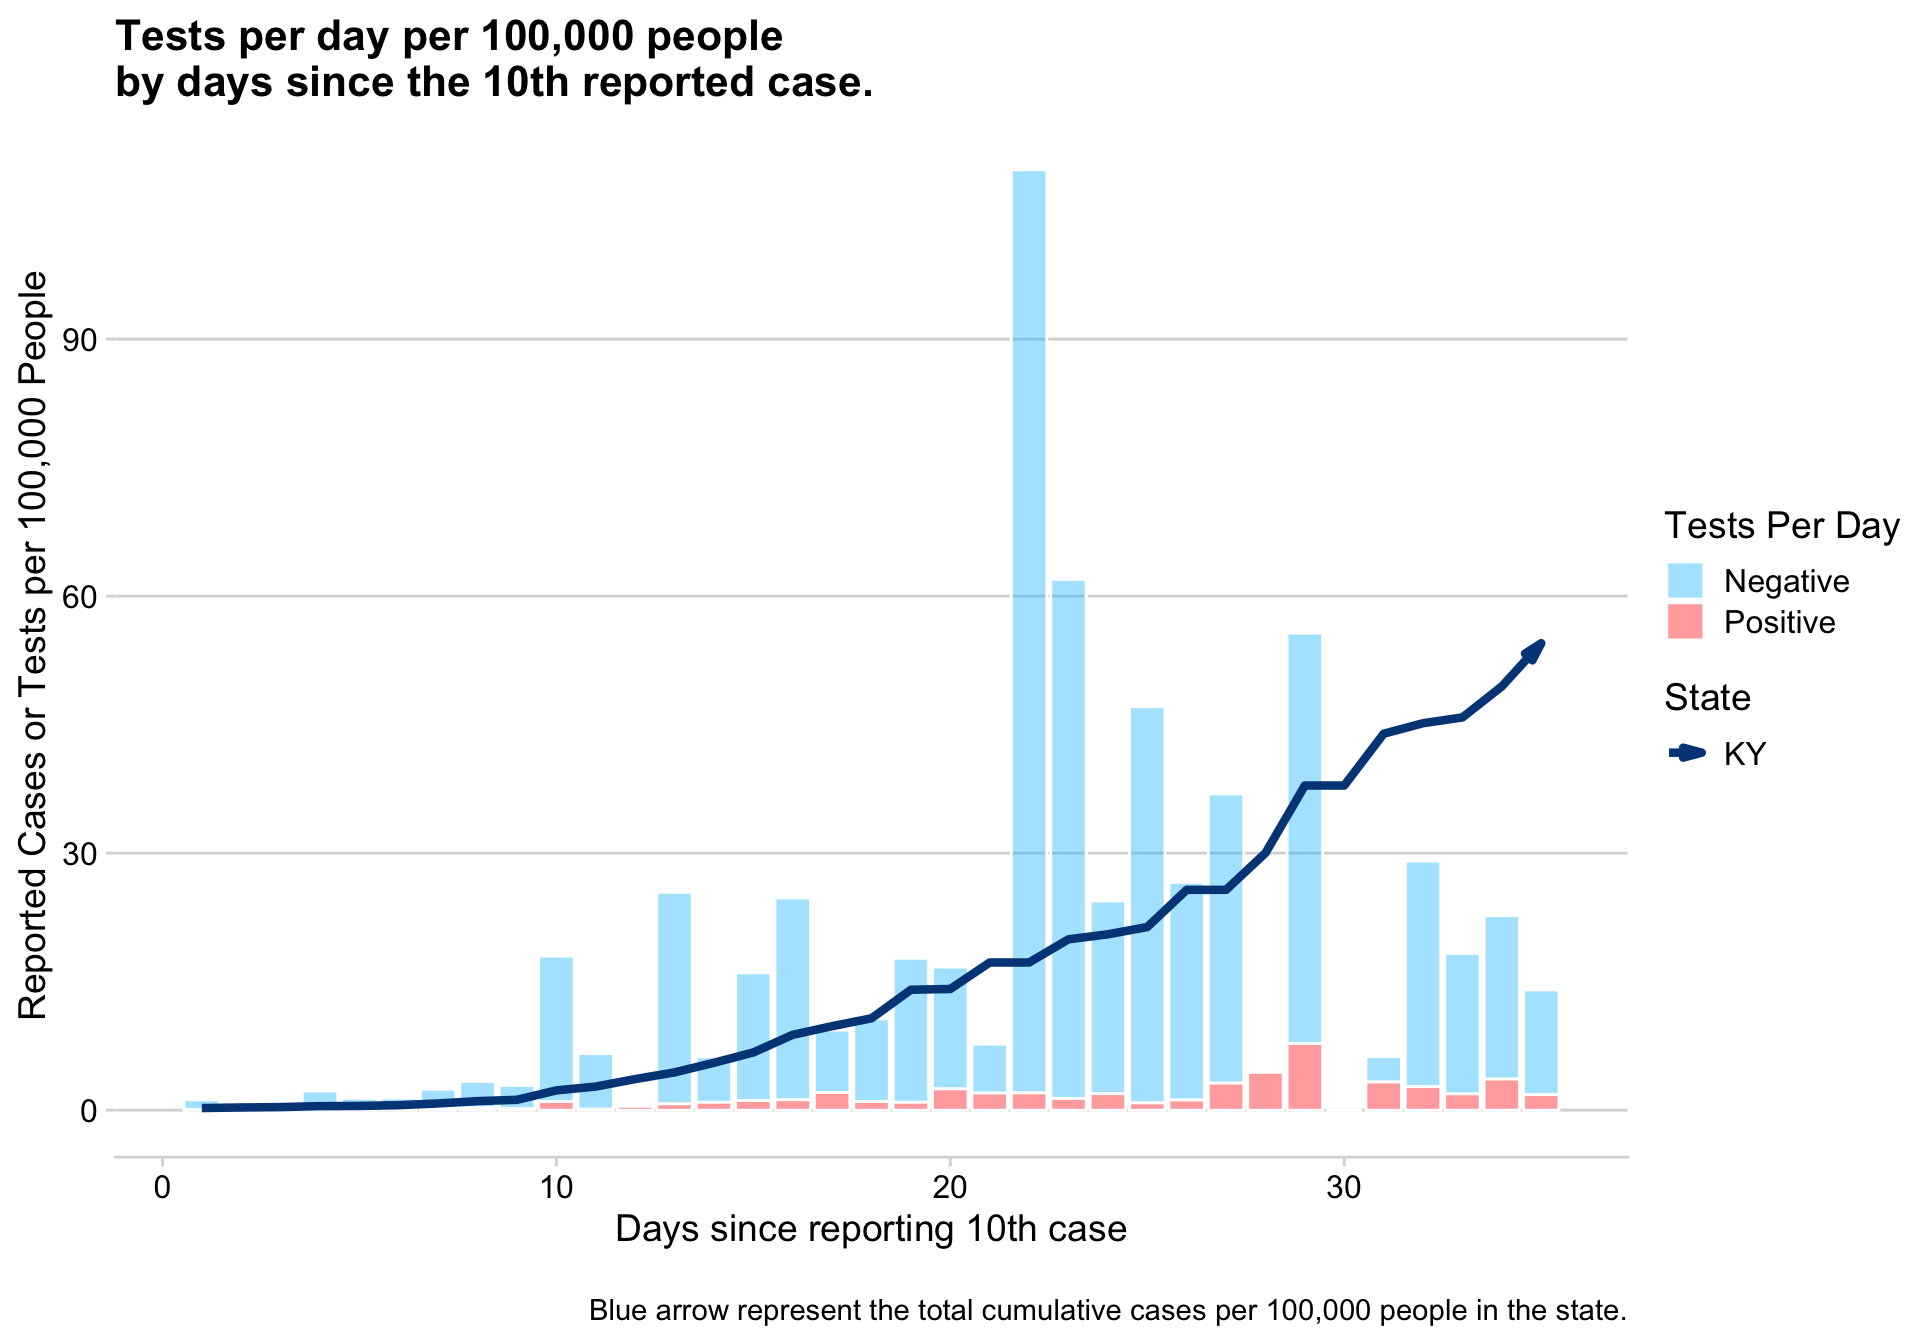 Tests per day per 100,000 people
by days since the 10th reported case.
Reported Cases or Tests per 100,000 People
90
60
30
0
0
10
20
30
Days since reporting 10th case
Tests Per Day
Negative
Positive
State
KY
Blue arrow represent the total cumulative cases per 100,000 people in the state.